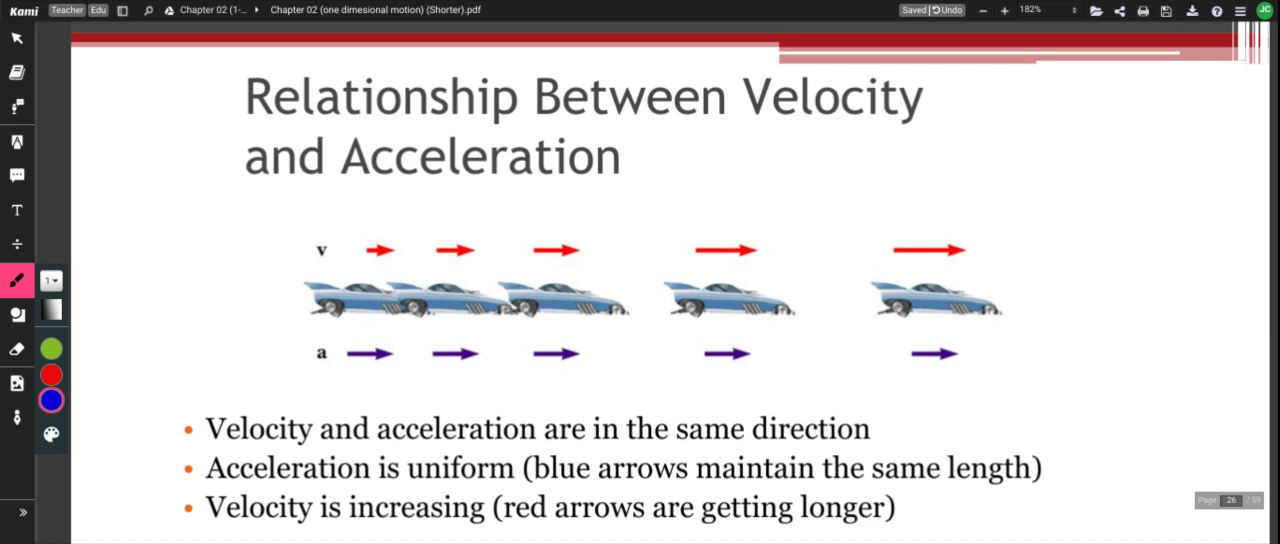 Kami Teacher Edu Chapter 02 (1-... Chapter 02 (one dimesional motion) (Shorter).pdf Saved Undo 182% JC
Relationship Between Velocity
and Acceleration
v
a
1
T
• Velocity and acceleration are in the same direction
• Acceleration is uniform (blue arrows maintain the same length)
• Velocity is increasing (red arrows are getting longer)
Page 26 / 59